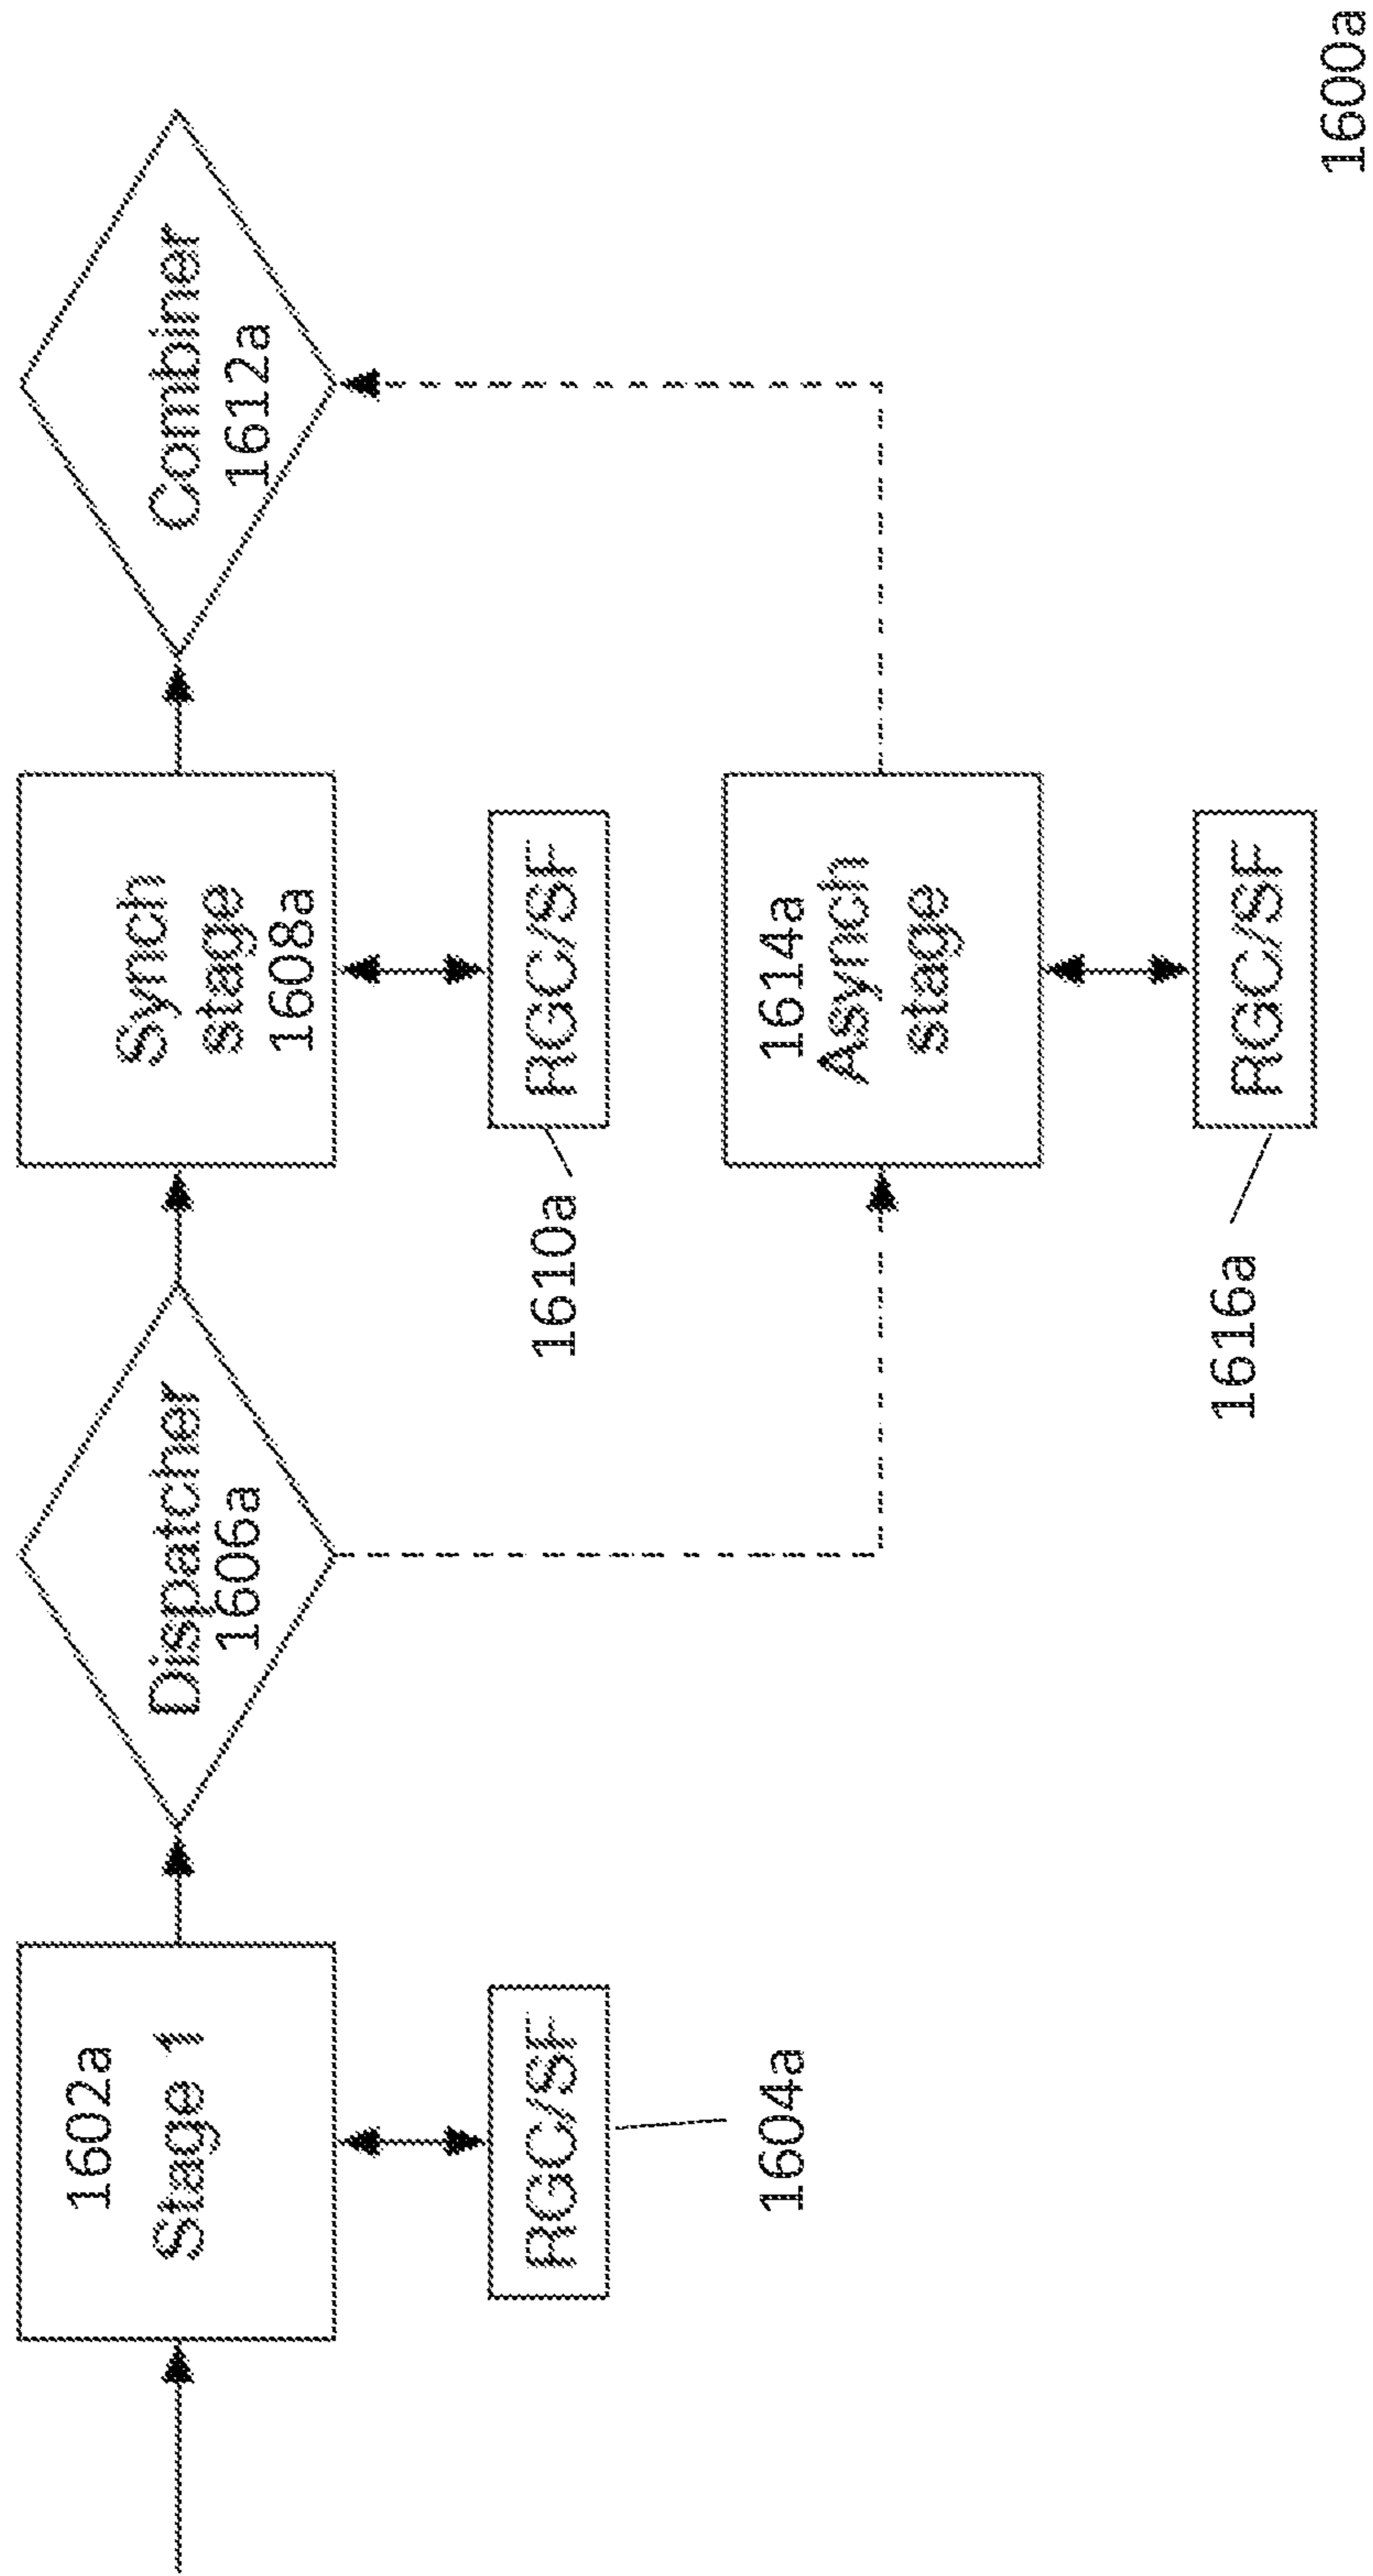 1602a
Stage 1
RGC/SF
1604a
Dispatcher
1606a
Synch
stage
1608a
RGC/SF
1610a
1614a
Asynch
stage
RGC/SF
1616a
Combiner
1612a
1600a